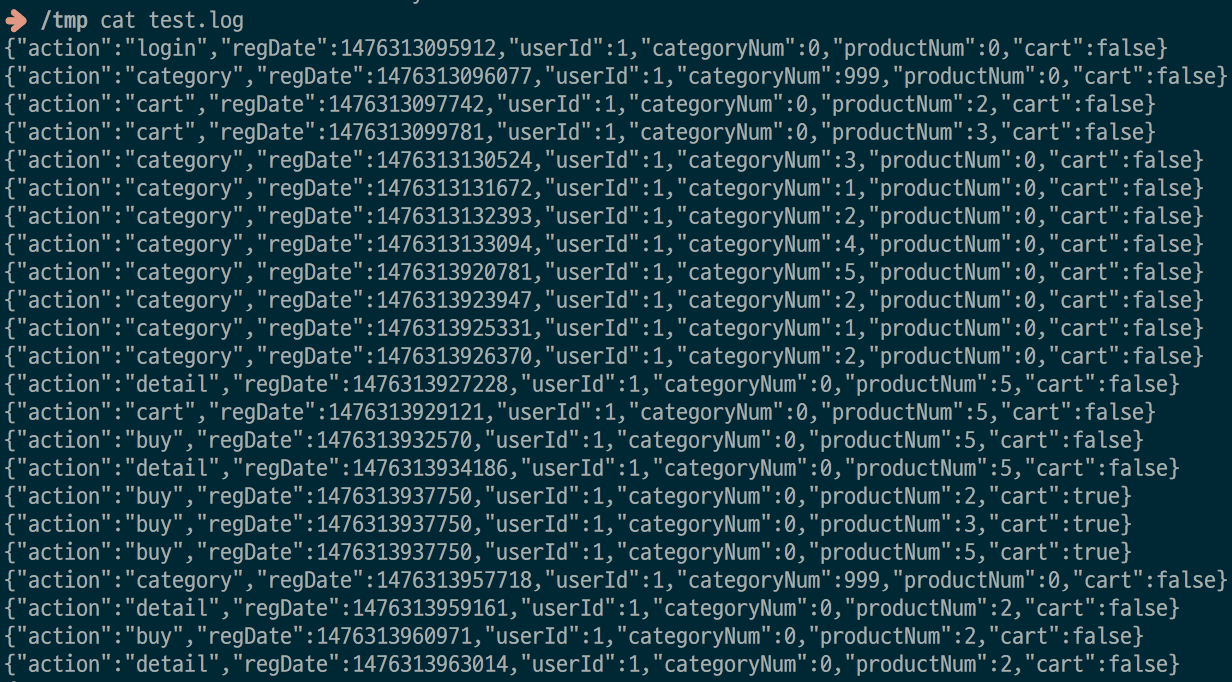 /tmp cat test.log
{"action":"login","regDate":1476313095912,"userId":1,"categoryNum":0,"productNum":0,"cart":false}
{"action":"category","regDate":1476313096077,"userId":1,"categoryNum":999,"productNum":0,"cart":false}
{"action":"cart","regDate":1476313097742,"userId":1,"categoryNum":0,"productNum":2,"cart":false}
{"action":"cart","regDate":1476313099781,"userId":1,"categoryNum":0,"productNum":3,"cart":false}
{"action":"category","regDate":1476313130524,"userId":1,"categoryNum":3,"productNum":0,"cart":false}
{"action":"category","regDate":1476313131672,"userId":1,"categoryNum":1,"productNum":0,"cart":false}
{"action":"category","regDate":1476313132393,"userId":1,"categoryNum":2,"productNum":0,"cart":false}
{"action":"category","regDate":1476313133094,"userId":1,"categoryNum":4,"productNum":0,"cart":false}
{"action":"category","regDate":1476313920781,"userId":1,"categoryNum":5,"productNum":0,"cart":false}
{"action":"category","regDate":1476313923947,"userId":1,"categoryNum":2,"productNum":0,"cart":false}
{"action":"category","regDate":1476313925331,"userId":1,"categoryNum":1,"productNum":0,"cart":false}
{"action":"category","regDate":1476313926370,"userId":1,"categoryNum":2,"productNum":0,"cart":false}
{"action":"detail","regDate":1476313927228,"userId":1,"categoryNum":0,"productNum":5,"cart":false}
{"action":"cart","regDate":1476313929121,"userId":1,"categoryNum":0,"productNum":5,"cart":false}
{"action":"buy","regDate":1476313932570,"userId":1,"categoryNum":0,"productNum":5,"cart":false}
{"action":"detail","regDate":1476313934186,"userId":1,"categoryNum":0,"productNum":5,"cart":false}
{"action":"buy","regDate":1476313937750,"userId":1,"categoryNum":0,"productNum":2,"cart":true}
{"action":"buy","regDate":1476313937750,"userId":1,"categoryNum":0,"productNum":3,"cart":true}
{"action":"buy","regDate":1476313937750,"userId":1,"categoryNum":0,"productNum":5,"cart":true}
{"action":"category","regDate":1476313957718,"userId":1,"categoryNum":999,"productNum":0,"cart":false}
{"action":"detail","regDate":1476313959161,"userId":1,"categoryNum":0,"productNum":2,"cart":false}
{"action":"buy","regDate":1476313960971,"userId":1,"categoryNum":0,"productNum":2,"cart":false}
{"action":"detail","regDate":1476313963014,"userId":1,"categoryNum":0,"productNum":2,"cart":false}